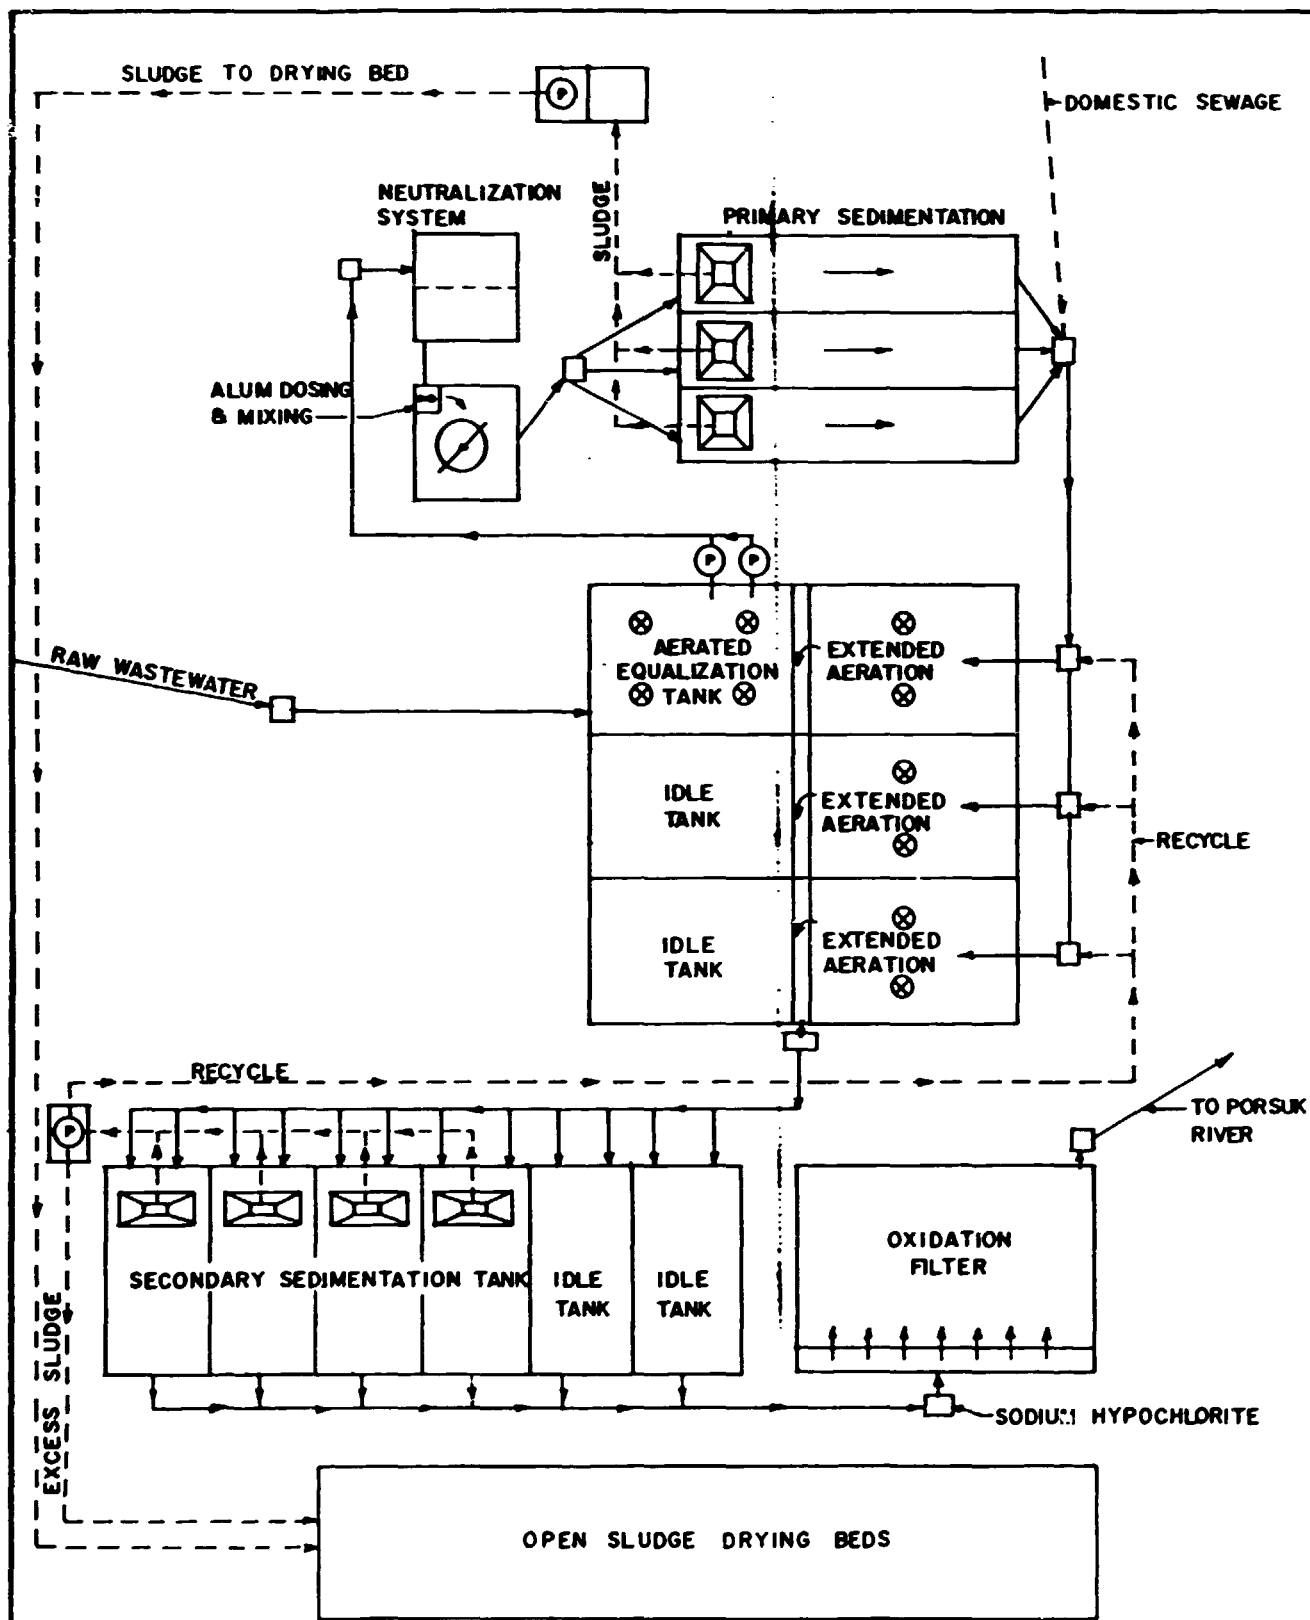 SLUDGE TO DRYING BED
P
DOMESTIC SEWAGE
NEUTRALIZATION
SYSTEM
SLUDGE
PRIMARY SEDIMENTATION
ALUM DOSING
& MIXING
P
P
RAW WASTEWATER
AERATED
EQUALIZATION
TANK
EXTENDED
AERATION
IDLE
TANK
EXTENDED
AERATION
RECYCLE
IDLE
TANK
EXTENDED
AERATION
RECYCLE
P
TO PORSUK
RIVER
SECONDARY SEDIMENTATION TANK
IDLE
TANK
IDLE
TANK
OXIDATION
FILTER
EXCESS SLUDGE
SODIUM HYPOCHLORITE
OPEN SLUDGE DRYING BEDS